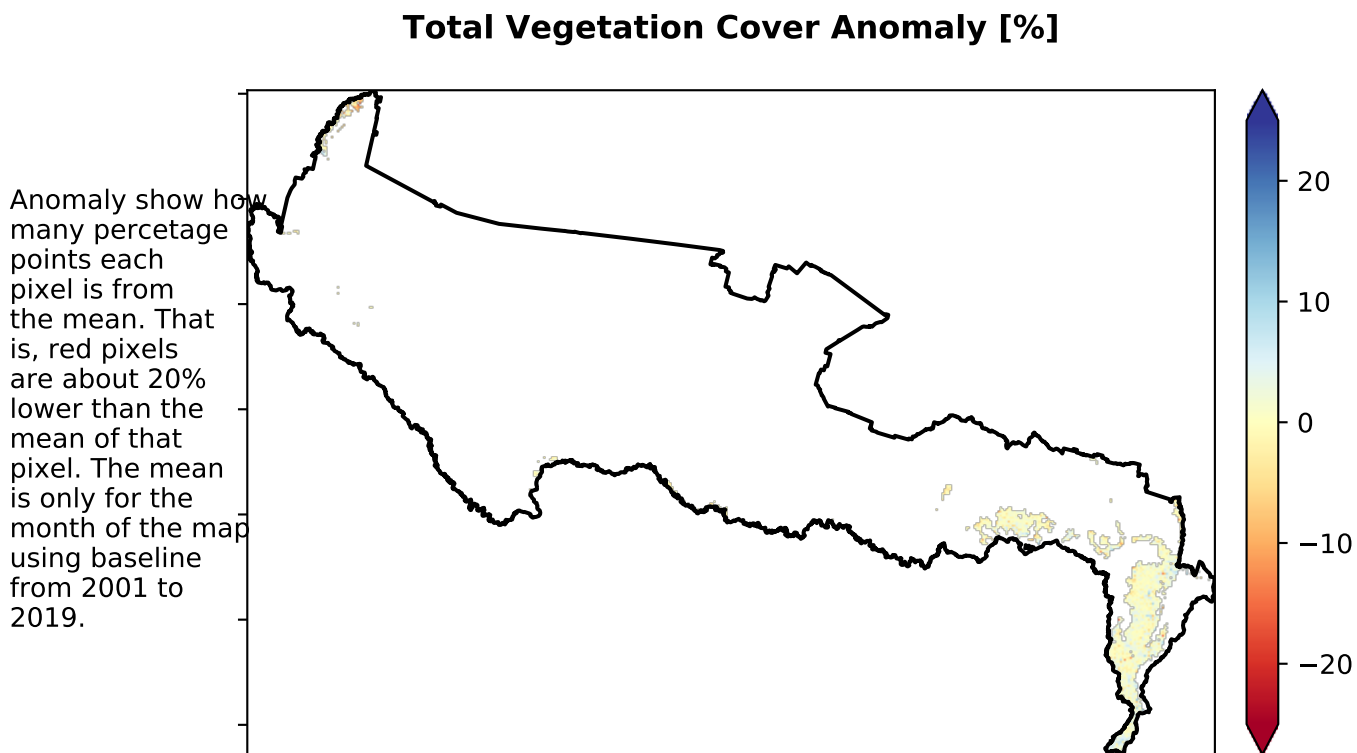 Total Vegetation Cover Anomaly [%]
Anomaly show how
many percetage
points each
pixel is from
the mean. That
is, red pixels
are about 20%
lower than the
mean of that
pixel. The mean
is only for the
month of the map
using baseline
from 2001 to
2019.
20
10
0
−10
−20